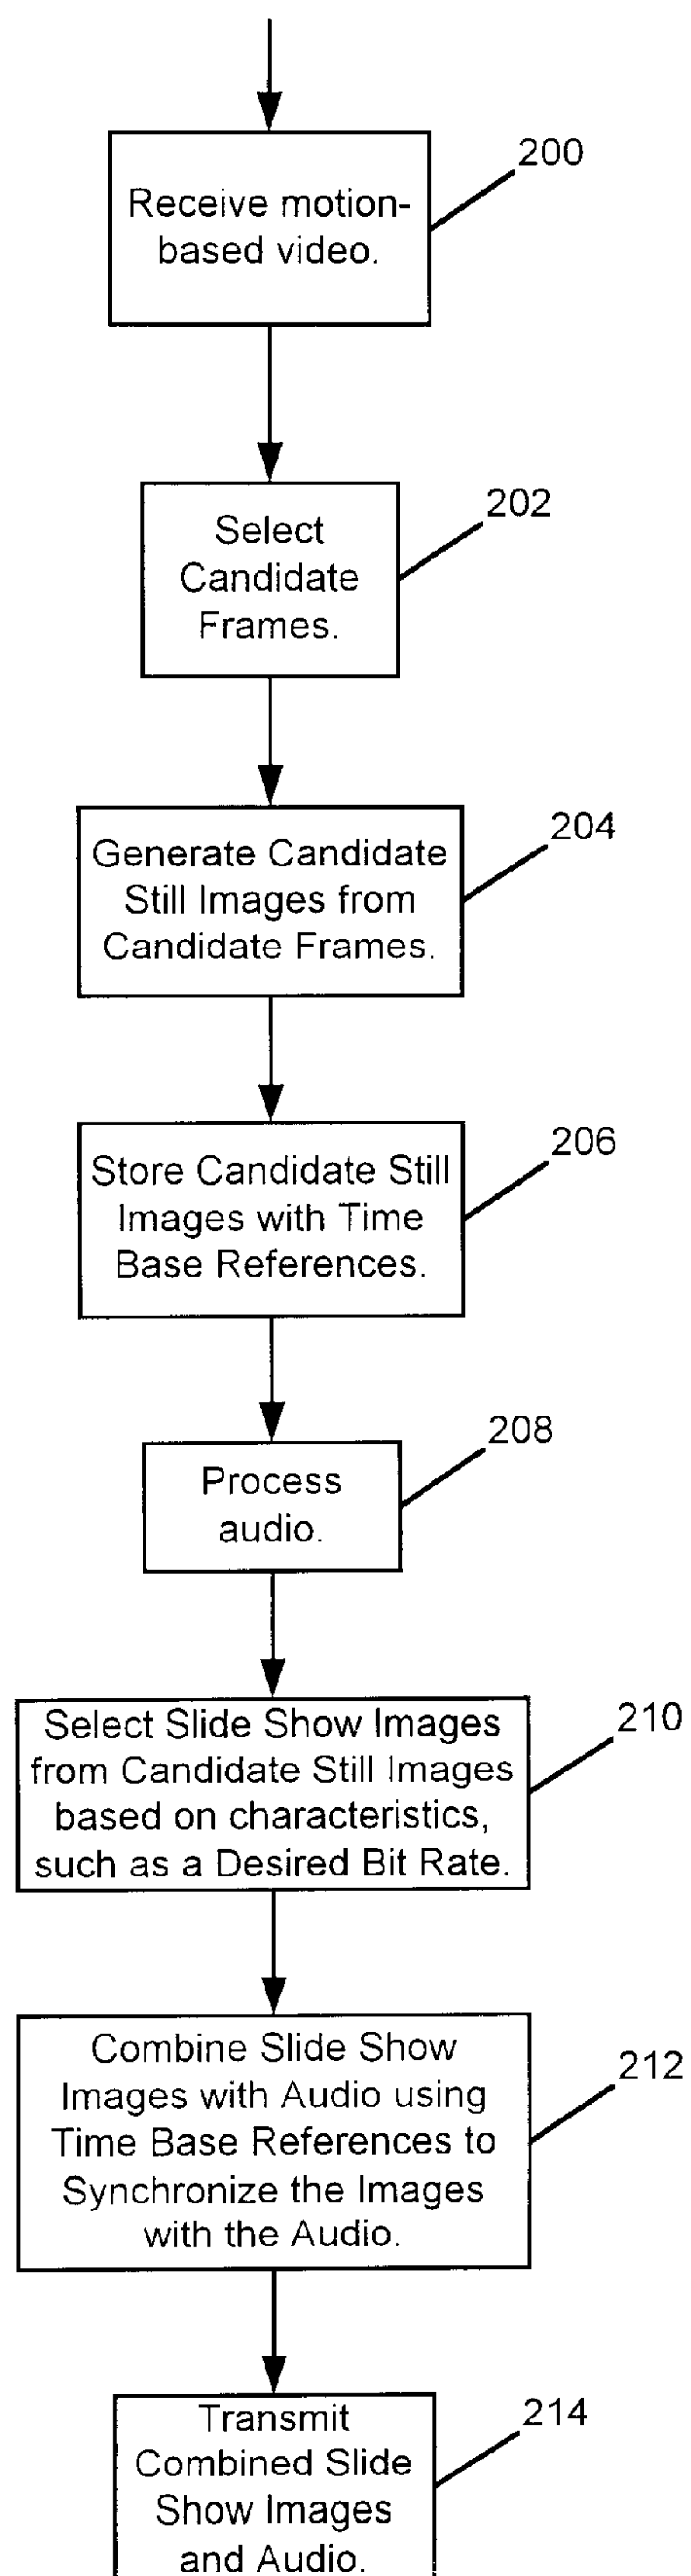 200
Receive motion-
based video.
202
Select
Candidate
Frames.
204
Generate Candidate
Still Images from
Candidate Frames.
206
Store Candidate Still
Images with Time
Base References.
208
Process
audio.
210
Select Slide Show Images
from Candidate Still Images
based on characteristics,
such as a Desired Bit Rate.
212
Combine Slide Show
Images with Audio using
Time Base References to
Synchronize the Images
with the Audio.
214
Transmit
Combined Slide
Show Images
and Audio.